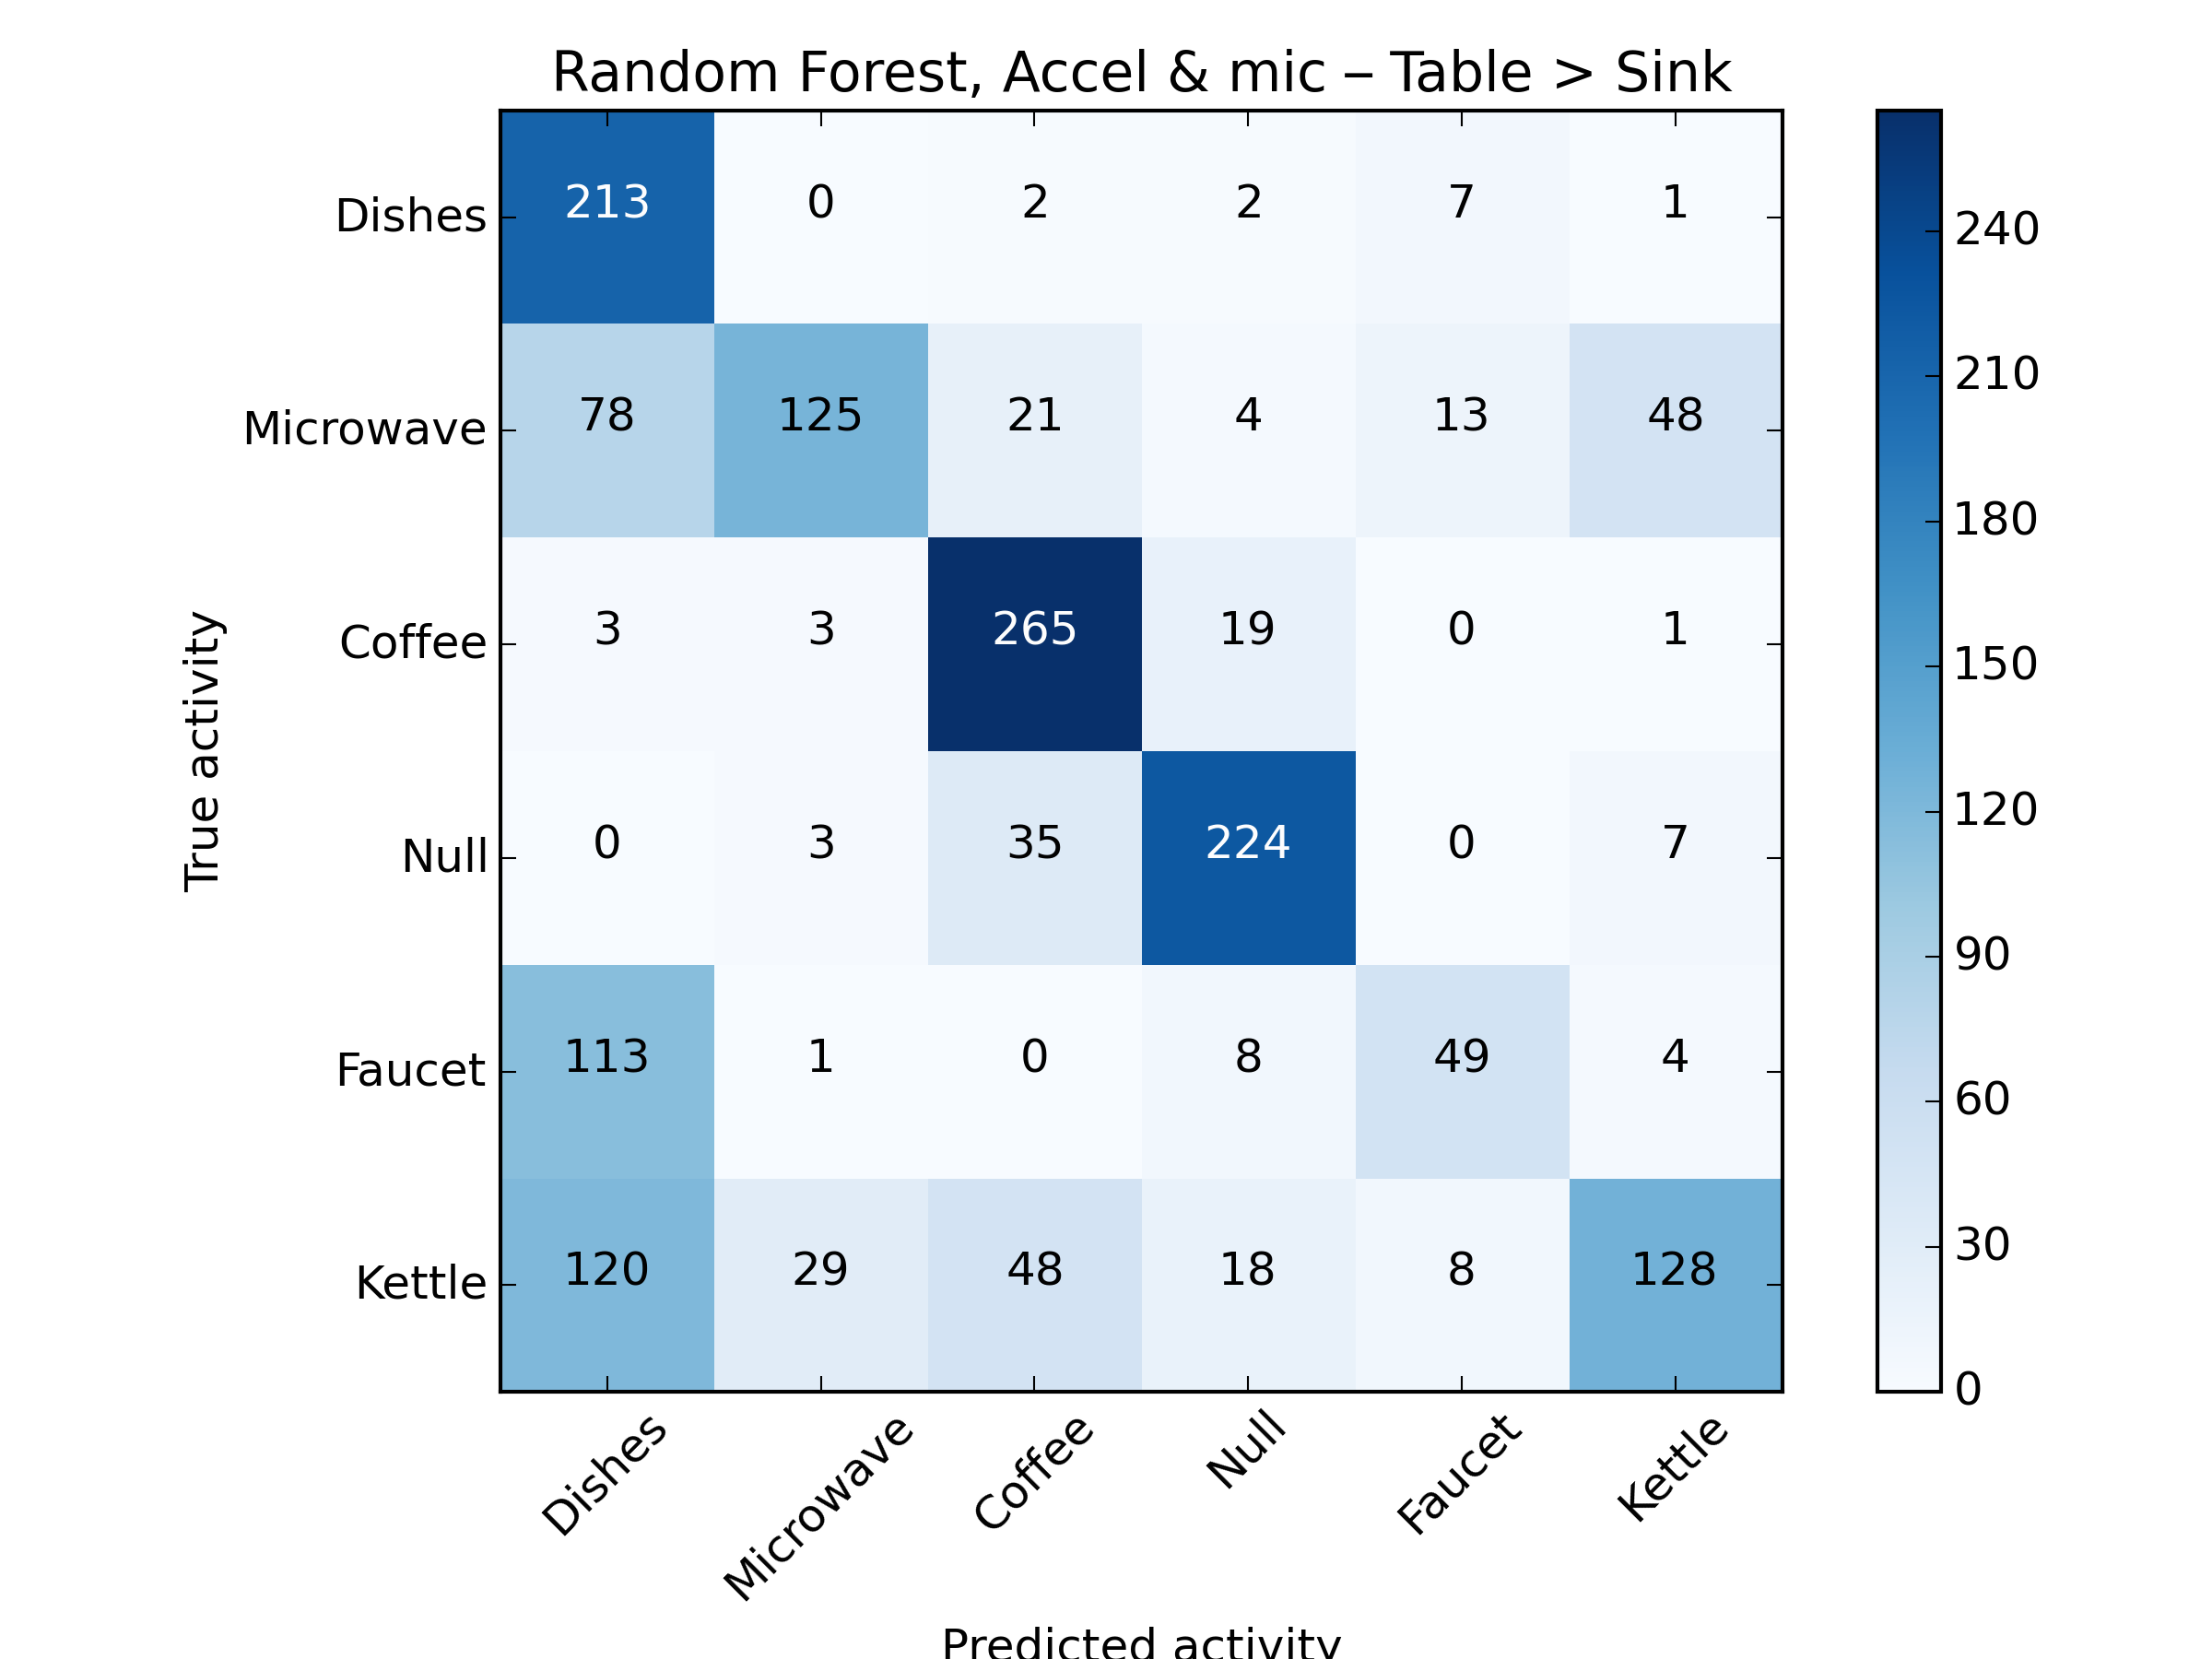 Random Forest, Accel & mic – Table > Sink
Dishes 213 0 2 2 7 1
Microwave 78 125 21 4 13 48
Coffee 3 3 265 19 0 1
Null 0 3 35 224 0 7
Faucet 113 1 0 8 49 4
Kettle 120 29 48 18 8 128
True activity
Dishes Microwave Coffee Null Faucet Kettle
Predicted activity
240
210
180
150
120
90
60
30
0